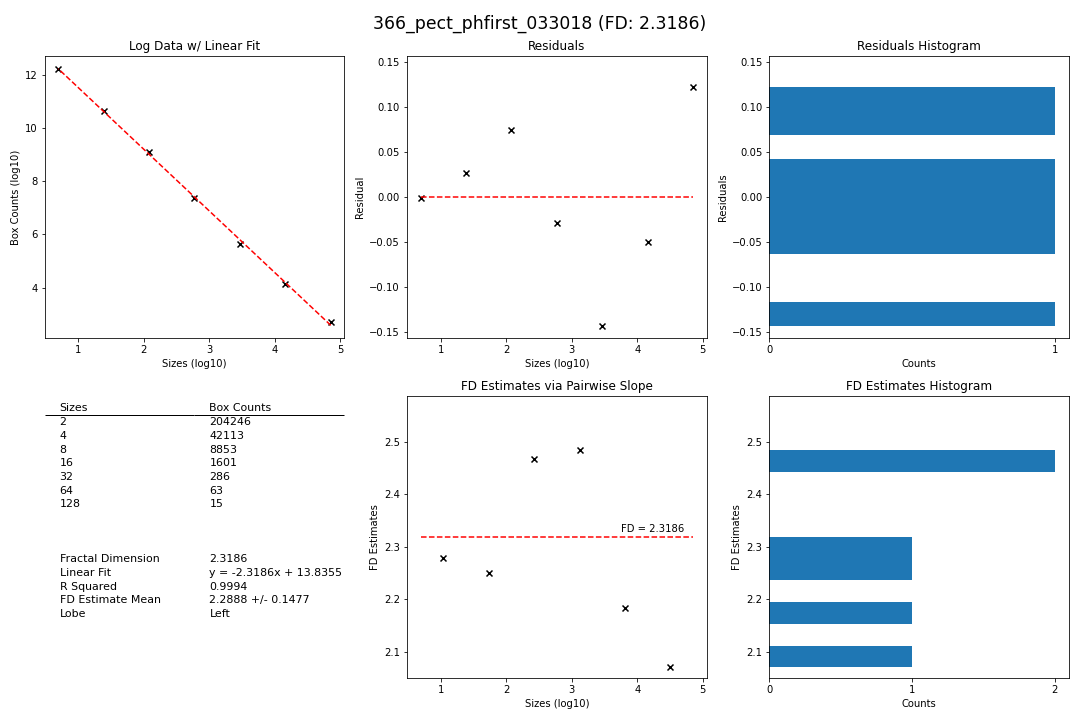 366_pect_phfirst_033018 (FD: 2.3186)
Log Data w/ Linear Fit
Box Counts (log10)
12
10
8
6
4
1
2
3
4
5
Sizes (log10)
Residuals
Residual
0.15
0.10
0.05
0.00
−0.05
−0.10
−0.15
1
2
3
4
5
Sizes (log10)
Residuals Histogram
Residuals
0.15
0.10
0.05
0.00
−0.05
−0.10
−0.15
0
1
Counts
Sizes Box Counts
2 204246
4 42113
8 8853
16 1601
32 286
64 63
128 15
Fractal Dimension 2.3186
Linear Fit y = -2.3186x + 13.8355
R Squared 0.9994
FD Estimate Mean 2.2888 +/- 0.1477
Lobe Left
FD Estimates via Pairwise Slope
FD Estimates
2.5
2.4
2.3
2.2
2.1
FD = 2.3186
1
2
3
4
5
Sizes (log10)
FD Estimates Histogram
FD Estimates
2.5
2.4
2.3
2.2
2.1
0
1
2
Counts